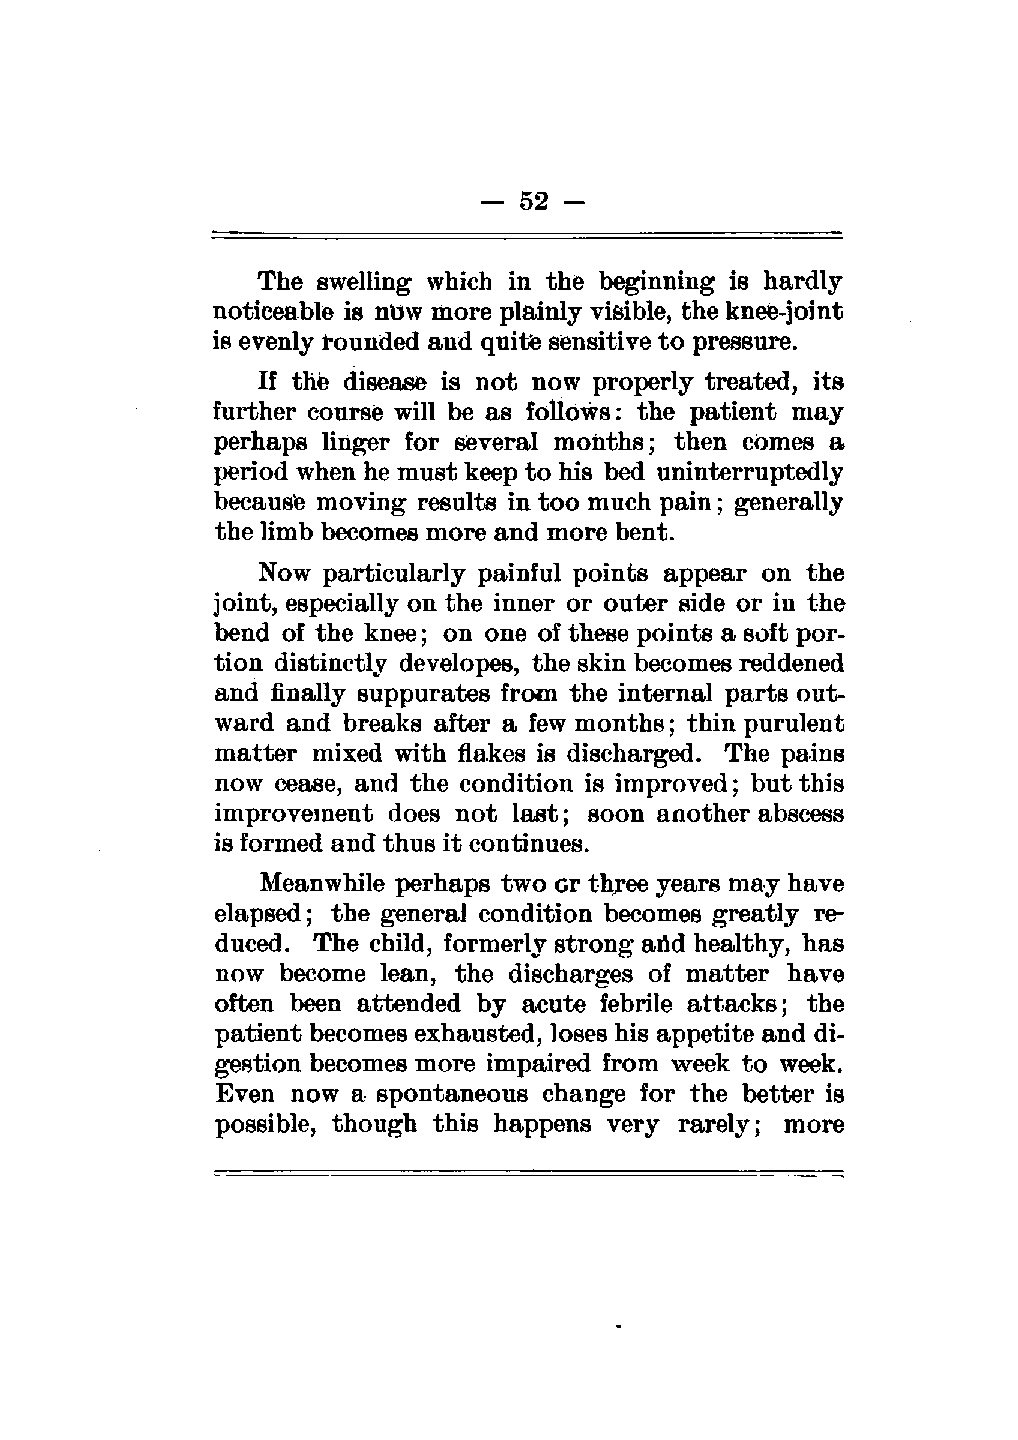 — 52 —
The swelling which in the beginning is hardly
noticeable is now more plainly visible, the knee-joint
is evenly rounded and quite sensitive to pressure.
If the disease is not now properly treated, its
further course will be as follows: the patient may
perhaps linger for several months; then comes a
period when he must keep to his bed uninterruptedly
because moving results in too much pain; generally
the limb becomes more and more bent.
Now particularly painful points appear on the
joint, especially on the inner or outer side or in the
bend of the knee; on one of these points a soft por-
tion distinctly developes, the skin becomes reddened
and finally suppurates from the internal parts out-
ward and breaks after a few months; thin purulent
matter mixed with flakes is discharged. The pains
now cease, and the condition is improved; but this
improvement does not last; soon another abscess
is formed and thus it continues.
Meanwhile perhaps two or three years may have
elapsed; the general condition becomes greatly re-
duced. The child, formerly strong and healthy, has
now become lean, the discharges of matter have
often been attended by acute febrile attacks; the
patient becomes exhausted, loses his appetite and di-
gestion becomes more impaired from week to week.
Even now a spontaneous change for the better is
possible, though this happens very rarely; more